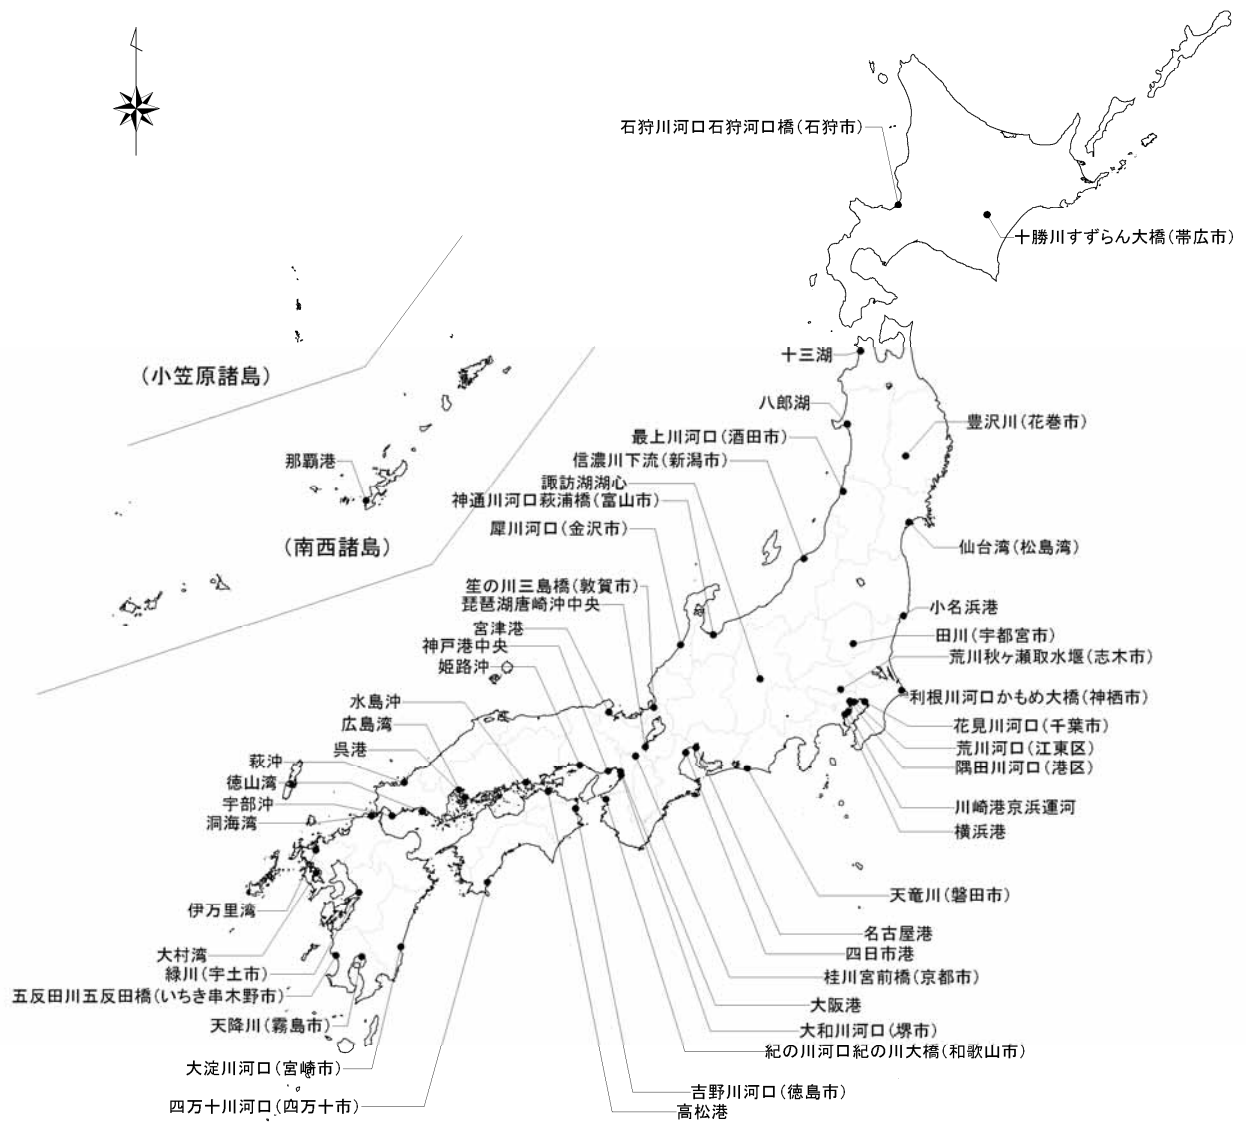 石狩川河口石狩河口橋(石狩市)
十勝川すずらん大橋(帯広市)
十三湖
(小笠原諸島)
八郎湖
豊沢川(花巻市)
最上川河口(酒田市)
信濃川下流(新潟市)
那覇港
諏訪湖湖心
神通川河口萩浦橋(富山市)
犀川河口(金沢市)
(南西諸島)
仙台湾(松島湾)
笙の川三島橋(敦賀市)
琵琶湖唐崎沖中央
小名浜港
宮津港
田川(宇都宮市)
神戸港中央
荒川秋ヶ瀬取水堰(志木市)
姫路沖
利根川河口かもめ大橋(神栖市)
水島沖
広島湾
花見川河口(千葉市)
呉港
荒川河口(江東区)
萩沖
隅田川河口(港区)
徳山湾
宇部沖
川崎港京浜運河
洞海湾
横浜港
天竜川(磐田市)
伊万里湾
名古屋港
大村湾
四日市港
緑川(宇土市)
桂川宮前橋(京都市)
五反田川五反田橋(いちき串木野市)
大阪港
天降川(霧島市)
大和川河口(堺市)
紀の川河口紀の川大橋(和歌山市)
大淀川河口(宮崎市)
吉野川河口(徳島市)
四万十川河口(四万十市)
高松港